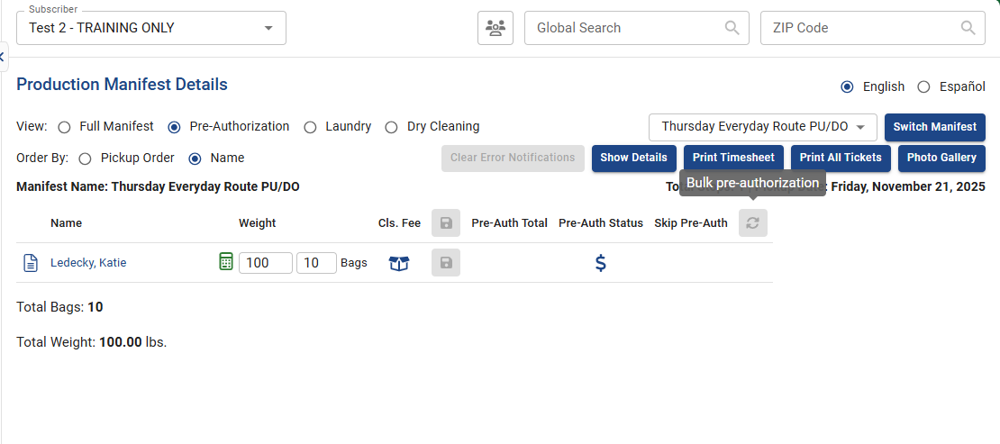 Subscriber
Test 2 - TRAINING ONLY
Global Search
ZIP Code
Production Manifest Details
English
Español
View:
Full Manifest
Pre-Authorization
Laundry
Dry Cleaning
Thursday Everyday Route PU/DO
Switch Manifest
Order By:
Pickup Order
Name
Clear Error Notifications
Show Details
Print Timesheet
Print All Tickets
Photo Gallery
Bulk pre-authorization
Manifest Name: Thursday Everyday Route PU/DO
Friday, November 21, 2025
Name
Weight
Cls. Fee
Pre-Auth Total
Pre-Auth Status
Skip Pre-Auth
Ledecky, Katie
100
10
Bags
$
Total Bags: 10
Total Weight: 100.00 lbs.